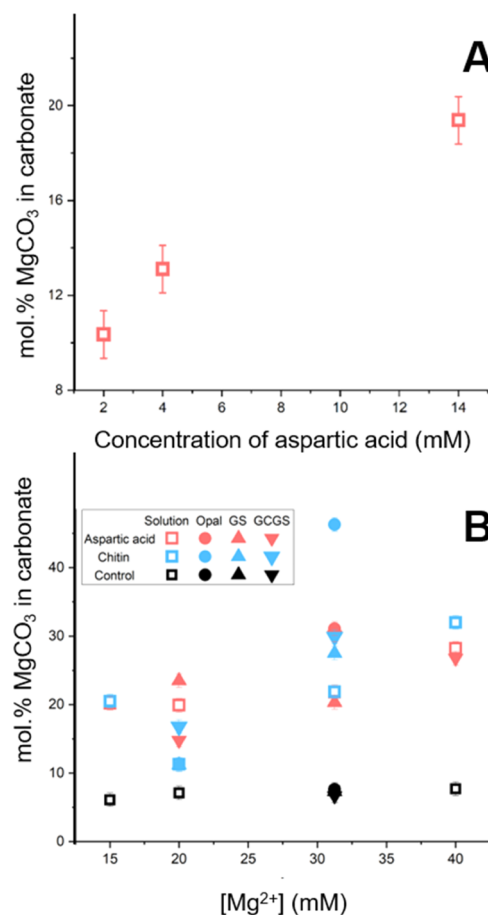 A
mol.% MgCO₃ in carbonate
20
16
12
8
2 4 6 8 10 12 14
Concentration of aspartic acid (mM)
B
mol.% MgCO₃ in carbonate
Solution Opal GS GCGS
Aspartic acid
Chitin
Control
40
30
20
10
0
15 20 25 30 35 40
[Mg²⁺] (mM)